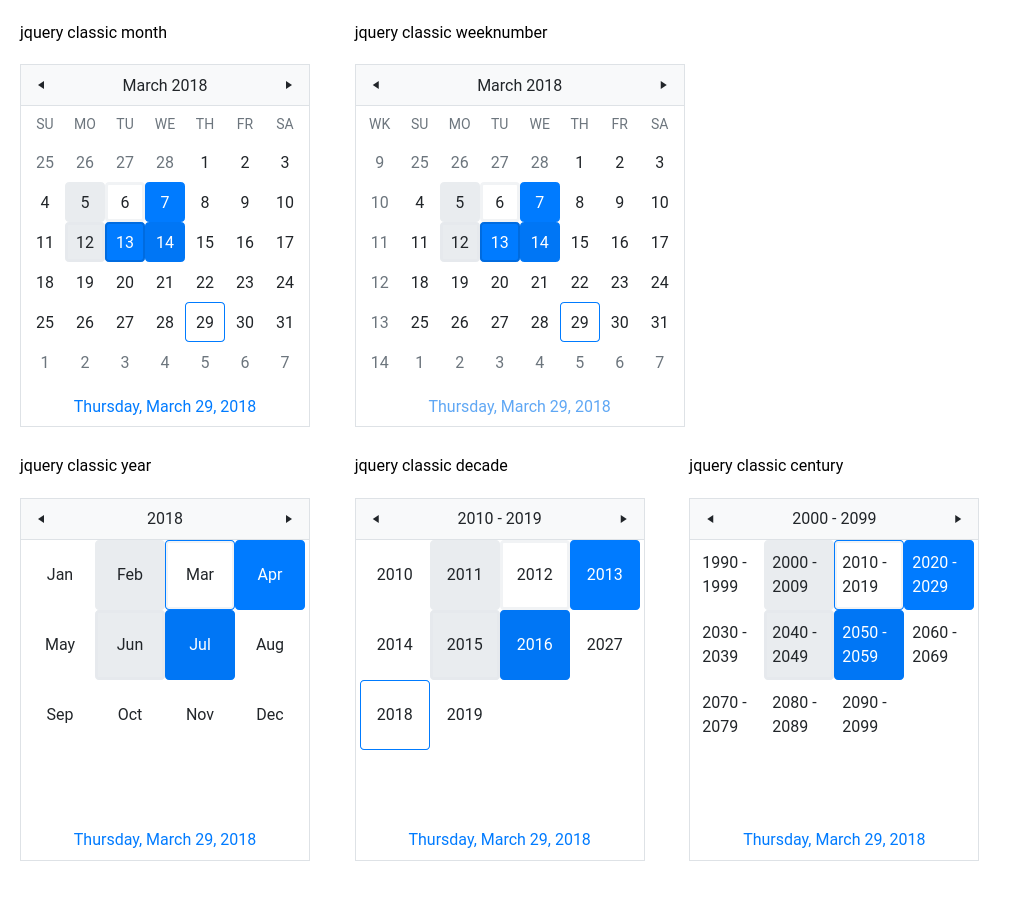 jquery classic month
March 2018
SU MO TU WE TH FR SA
25 26 27 28 1 2 3
4 5 6 7 8 9 10
11 12 13 14 15 16 17
18 19 20 21 22 23 24
25 26 27 28 29 30 31
1 2 3 4 5 6 7
Thursday, March 29, 2018
jquery classic weeknumber
March 2018
WK SU MO TU WE TH FR SA
9 25 26 27 28 1 2 3
10 4 5 6 7 8 9 10
11 11 12 13 14 15 16 17
12 18 19 20 21 22 23 24
13 25 26 27 28 29 30 31
14 1 2 3 4 5 6 7
Thursday, March 29, 2018
jquery classic year
2018
Jan Feb Mar Apr
May Jun Jul Aug
Sep Oct Nov Dec
Thursday, March 29, 2018
jquery classic decade
2010 - 2019
2010 2011 2012 2013
2014 2015 2016 2027
2018 2019
Thursday, March 29, 2018
jquery classic century
2000 - 2099
1990 - 2000 - 2010 - 2020 -
1999 2009 2019 2029
2030 - 2040 - 2050 - 2060 -
2039 2049 2059 2069
2070 - 2080 - 2090 -
2079 2089 2099
Thursday, March 29, 2018